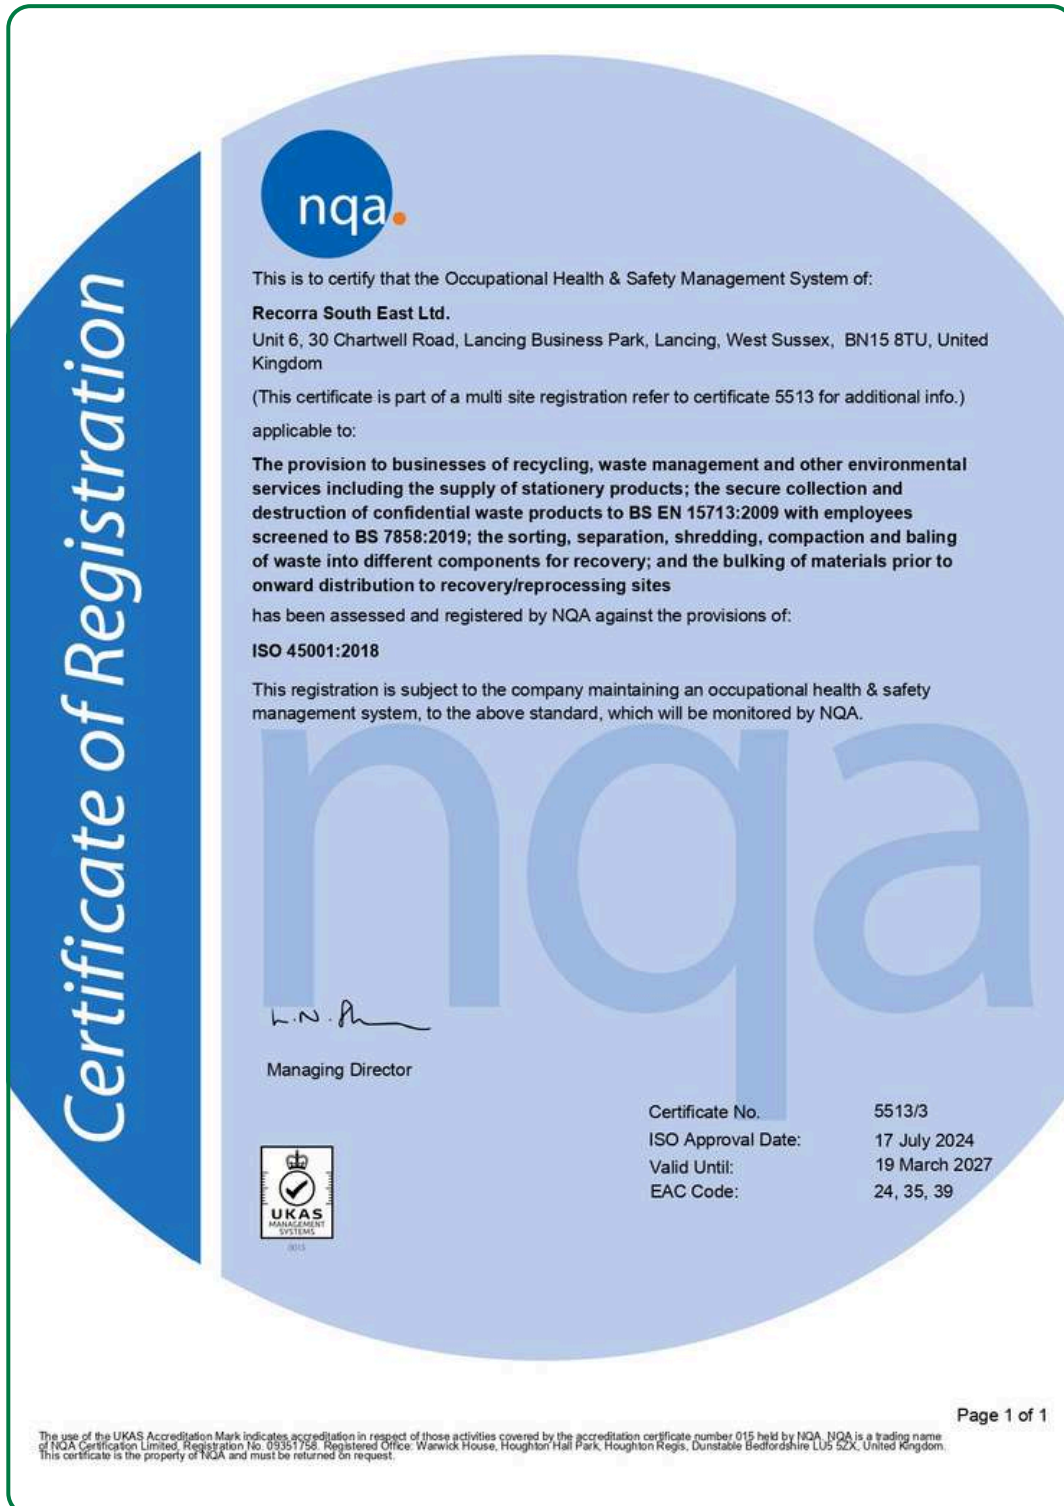 Certificate of Registration
nqa.
This is to certify that the Occupational Health & Safety Management System of:
Recorra South East Ltd.
Unit 6, 30 Chartwell Road, Lancing Business Park, Lancing, West Sussex, BN15 8TU, United
Kingdom
(This certificate is part of a multi site registration refer to certificate 5513 for additional info.)
applicable to:
The provision to businesses of recycling, waste management and other environmental
services including the supply of stationery products; the secure collection and
destruction of confidential waste products to BS EN 15713:2009 with employees
screened to BS 7858:2019; the sorting, separation, shredding, compaction and baling
of waste into different components for recovery; and the bulking of materials prior to
onward distribution to recovery/reprocessing sites
has been assessed and registered by NQA against the provisions of:
ISO 45001:2018
This registration is subject to the company maintaining an occupational health & safety
management system, to the above standard, which will be monitored by NQA.
nqa
L.N.
Managing Director
Certificate No. 5513/3
ISO Approval Date: 17 July 2024
Valid Until: 19 March 2027
EAC Code: 24, 35, 39
UKAS
MANAGEMENT
SYSTEMS
0015
Page 1 of 1
The use of the UKAS Accreditation Mark indicates accreditation in respect of those activities covered by the accreditation certificate number 015 held by NQA. NQA is a trading name
of NQA Certification Limited, Registration No. 09351758. Registered Office: Warwick House, Houghton Hall Park, Houghton Regis, Dunstable Bedfordshire LU5 5ZX, United Kingdom.
This certificate is the property of NQA and must be returned on request.